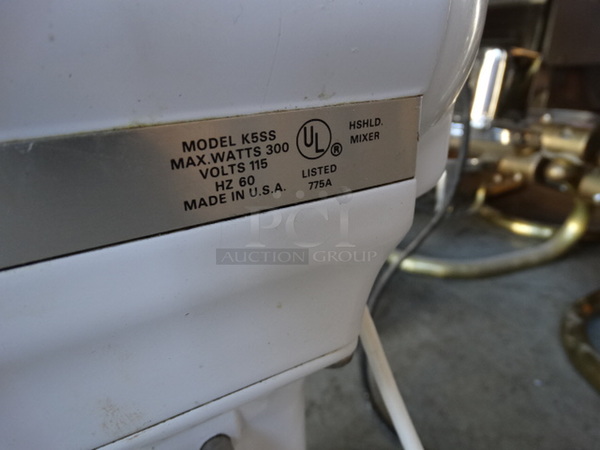 MODEL K5SS
MAX.WATTS 300
VOLTS 115
HZ 60
MADE IN U.S.A.
UL ®
LISTED
775A
HSHLD.
MIXER
PCI
AUCTION GROUP